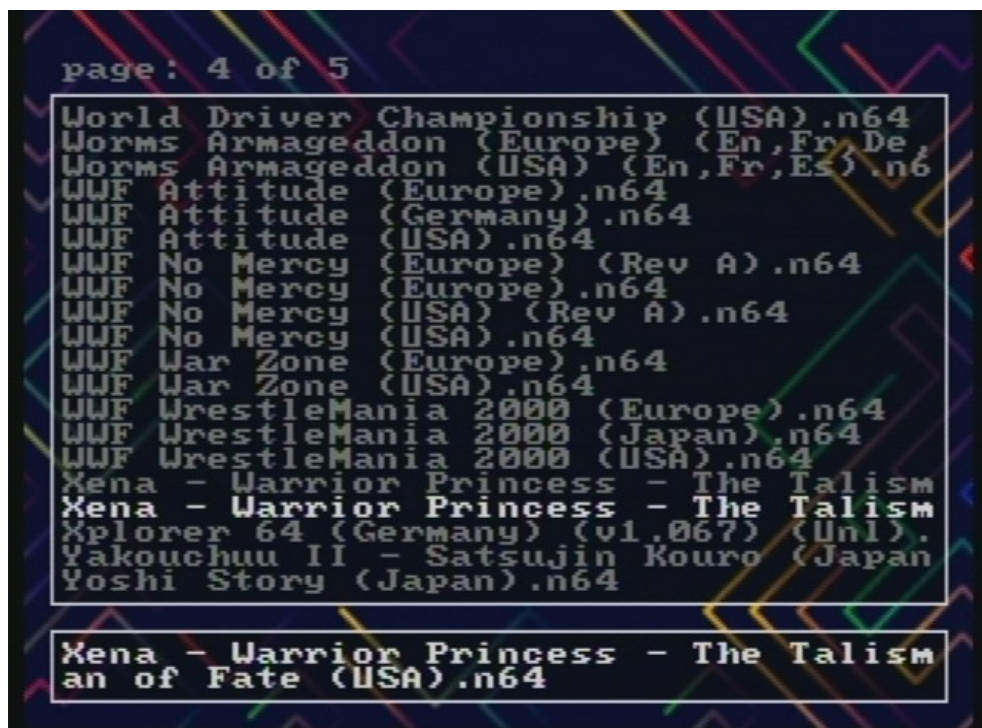 page: 4 of 5
World Driver Championship (USA).n64
Worms Armageddon (Europe) (En,Fr,De,
Worms Armageddon (USA) (En,Fr,Es).n6
WWF Attitude (Europe).n64
WWF Attitude (Germany).n64
WWF Attitude (USA).n64
WWF No Mercy (Europe) (Rev A).n64
WWF No Mercy (Europe).n64
WWF No Mercy (USA) (Rev A).n64
WWF No Mercy (USA).n64
WWF War Zone (Europe).n64
WWF War Zone (USA).n64
WWF WrestleMania 2000 (Europe).n64
WWF WrestleMania 2000 (Japan).n64
WWF WrestleMania 2000 (USA).n64
Xena - Warrior Princess - The Talism
Xena - Warrior Princess - The Talism
Xplorer 64 (Germany) (v1.067) (Unl).
Yakouchuu II - Satsujin Kouro (Japan
Yoshi Story (Japan).n64
Xena - Warrior Princess - The Talism
an of Fate (USA).n64